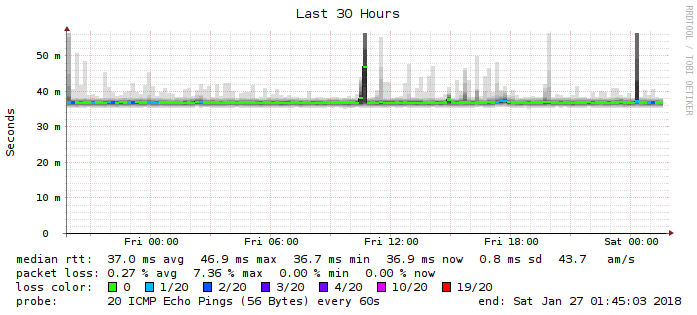 Last 30 Hours
RRDTOOL / TOBI OETIKER
Seconds
50 m
40 m
30 m
20 m
10 m
0
Fri 00:00 Fri 06:00 Fri 12:00 Fri 18:00 Sat 00:00
median rtt: 37.0 ms avg 46.9 ms max 36.7 ms min 36.9 ms now 0.8 ms sd 43.7 am/s
packet loss: 0.27 % avg 7.36 % max 0.00 % min 0.00 % now
loss color: 0 1/20 2/20 3/20 4/20 10/20 19/20
probe: 20 ICMP Echo Pings (56 Bytes) every 60s end: Sat Jan 27 01:45:03 2018